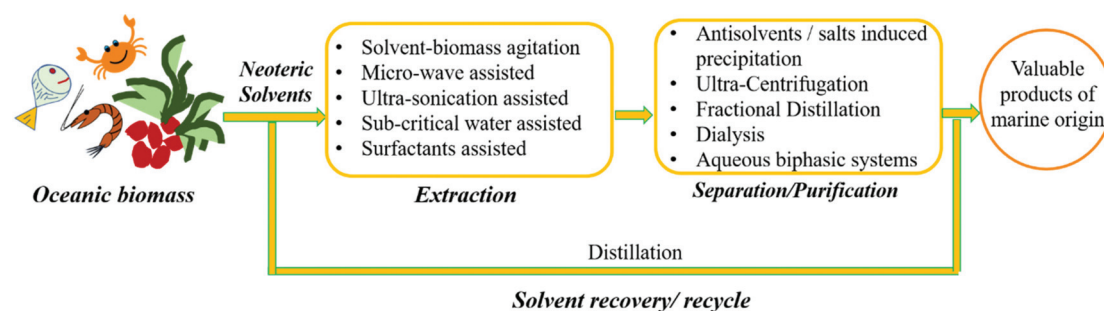 Oceanic biomass
Neoteric
Solvents
• Solvent-biomass agitation
• Micro-wave assisted
• Ultra-sonication assisted
• Sub-critical water assisted
• Surfactants assisted
Extraction
• Antisolvents / salts induced
precipitation
• Ultra-Centrifugation
• Fractional Distillation
• Dialysis
• Aqueous biphasic systems
Separation/Purification
Valuable
products of
marine origin
Distillation
Solvent recovery/ recycle